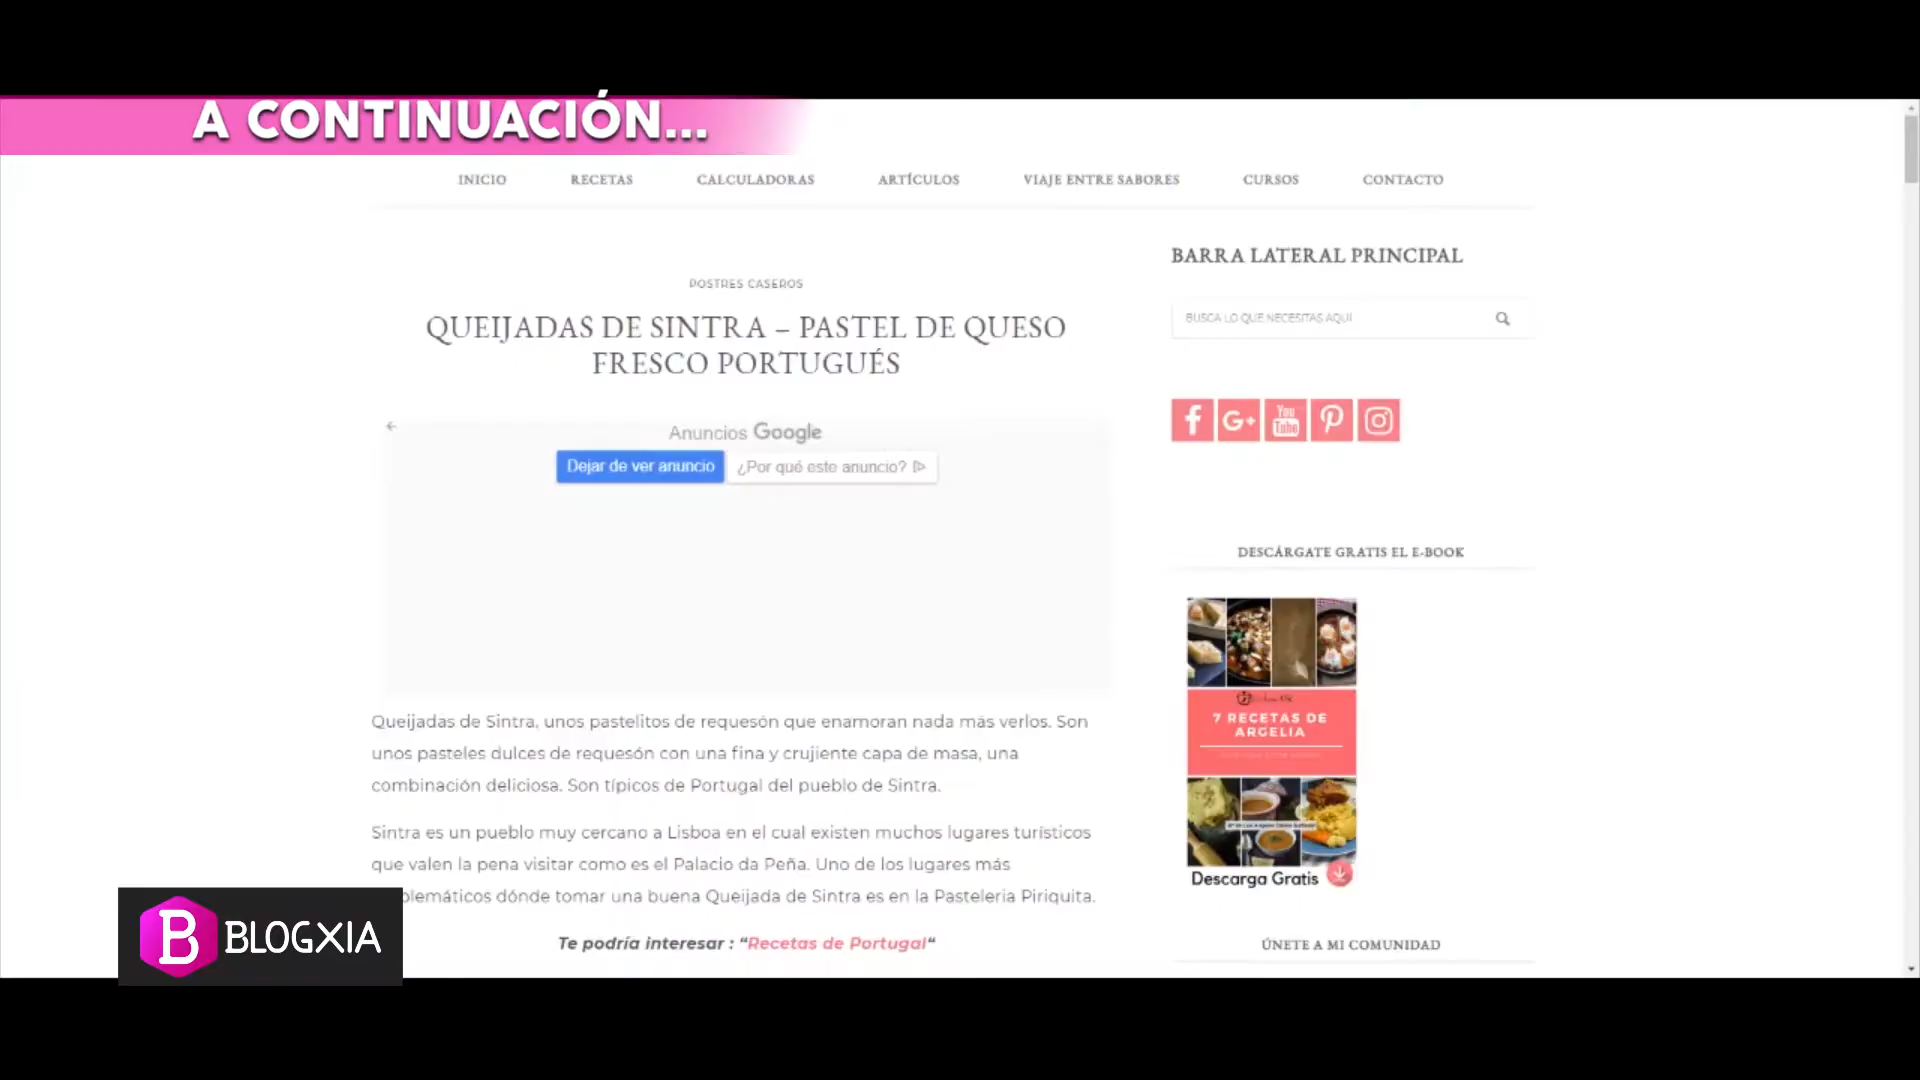 A CONTINUACIÓN...
INICIO RECETAS CALCULADORAS ARTÍCULOS VIAJE ENTRE SABORES CURSOS CONTACTO
POSTRES CASEROS
QUEIJADAS DE SINTRA – PASTEL DE QUESO
FRESCO PORTUGUÉS
Anuncios Google
Dejar de ver anuncio ¿Por qué este anuncio?
Queijadas de Sintra, unos pastelitos de requesón que enamoran nada más verlos. Son
unos pasteles dulces de requesón con una fina y crujiente capa de masa, una
combinación deliciosa. Son típicos de Portugal del pueblo de Sintra.
Sintra es un pueblo muy cercano a Lisboa en el cual existen muchos lugares turísticos
que valen la pena visitar como es el Palacio da Peña. Uno de los lugares más
blemáticos dónde tomar una buena Queijada de Sintra es en la Pasteleria Piriquita.
Te podría interesar : “Recetas de Portugal“
BARRA LATERAL PRINCIPAL
BUSCA LO QUE NECESITAS AQUÍ
f G+ You Tube
DESCÁRGATE GRATIS EL E-BOOK
7 RECETAS DE
ARGELIA
Descarga Gratis
ÚNETE A MI COMUNIDAD
B BLOGXIA